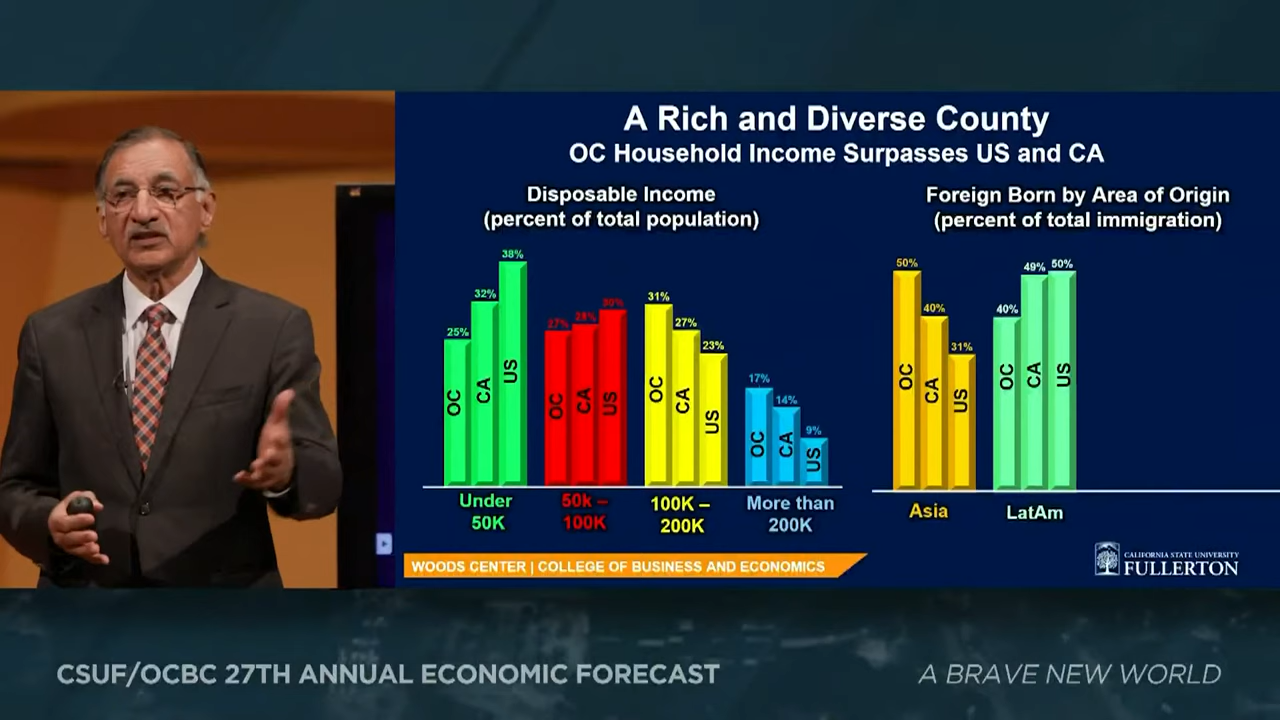 A Rich and Diverse County
OC Household Income Surpasses US and CA
Disposable Income
(percent of total population)
25%
32%
38%
27%
28%
30%
31%
27%
23%
17%
14%
9%
OC
CA
US
OC
CA
US
OC
CA
US
OC
CA
US
Under
50K
50k –
100K
100K –
200K
More than
200K
Foreign Born by Area of Origin
(percent of total immigration)
50%
40%
31%
40%
49%
50%
OC
CA
US
OC
CA
US
Asia
LatAm
WOODS CENTER | COLLEGE OF BUSINESS AND ECONOMICS
CALIFORNIA STATE UNIVERSITY
FULLERTON
CSUF/OCBC 27TH ANNUAL ECONOMIC FORECAST
A BRAVE NEW WORLD